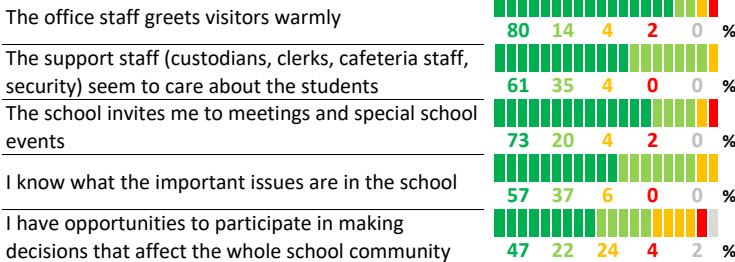 The office staff greets visitors warmly
80 14 4 2 0 %
The support staff (custodians, clerks, cafeteria staff,
security) seem to care about the students
61 35 4 0 0 %
The school invites me to meetings and special school
events
73 20 4 2 0 %
I know what the important issues are in the school
57 37 6 0 0 %
I have opportunities to participate in making
decisions that affect the whole school community
47 22 24 4 2 %